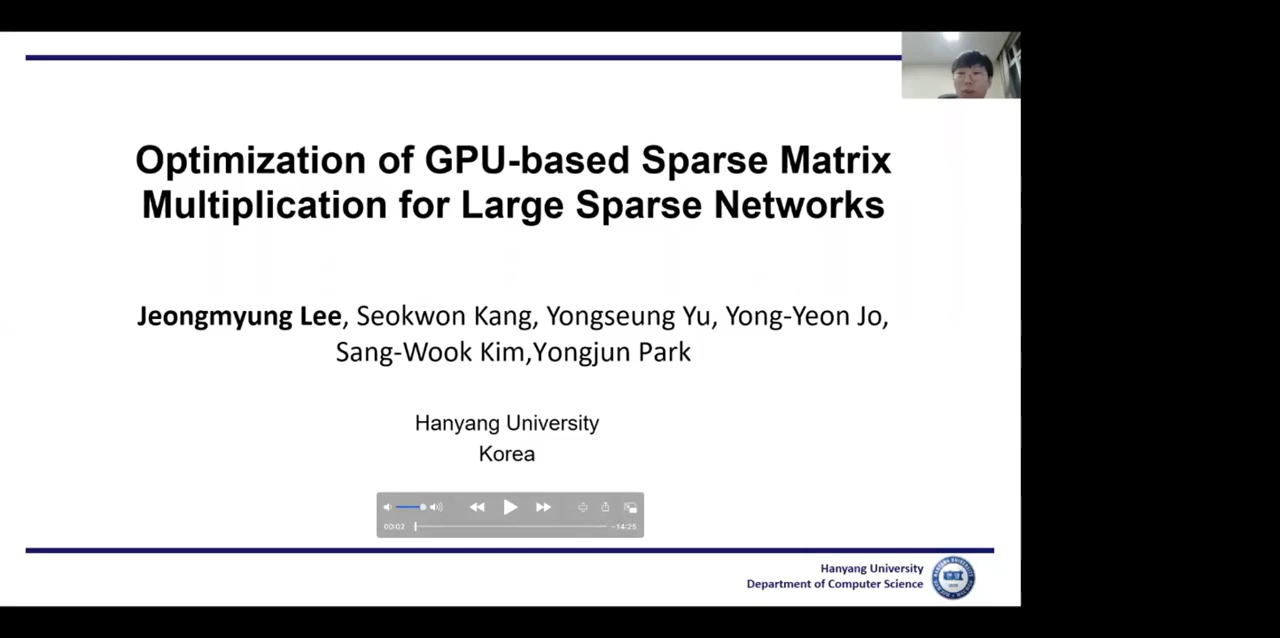 Optimization of GPU-based Sparse Matrix
Multiplication for Large Sparse Networks
Jeongmyung Lee, Seokwon Kang, Yongseung Yu, Yong-Yeon Jo,
Sang-Wook Kim,Yongjun Park
Hanyang University
Korea
00:02
-14:25
Hanyang University
Department of Computer Science